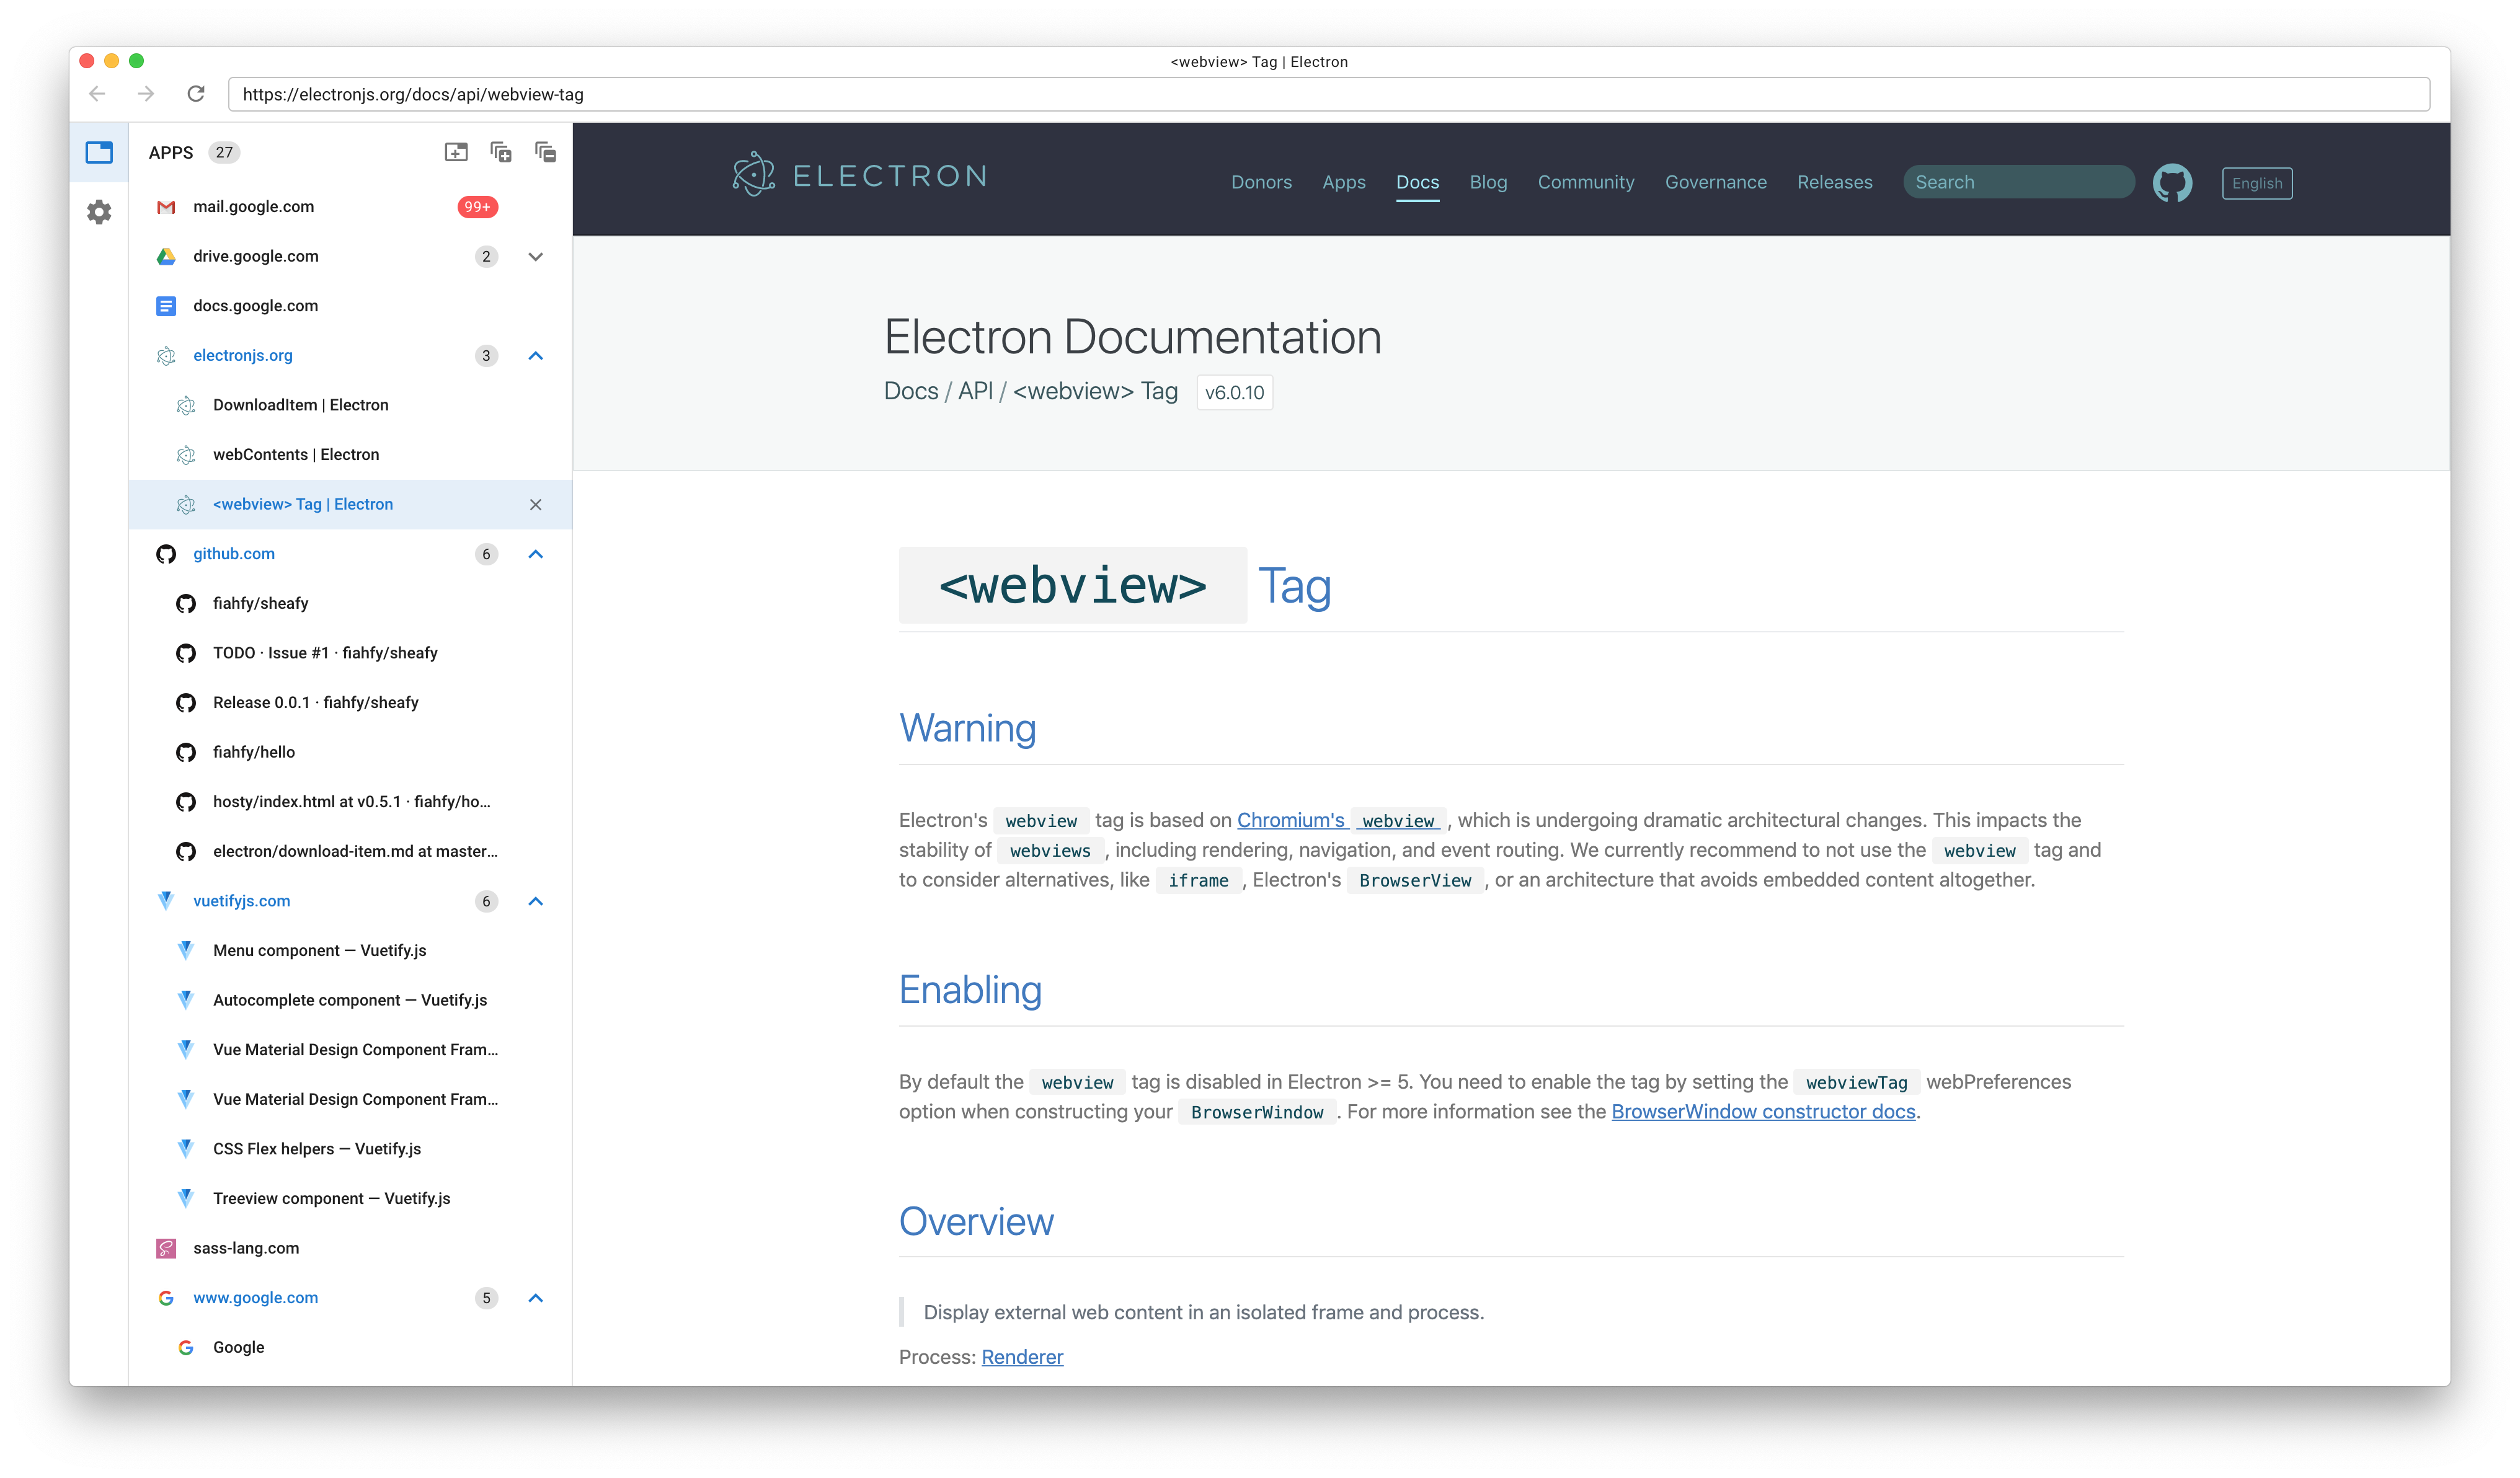 <webview> Tag | Electron
https://electronjs.org/docs/api/webview-tag
APPS 27
mail.google.com 99+
drive.google.com 2
docs.google.com
electronjs.org 3
DownloadItem | Electron
webContents | Electron
<webview> Tag | Electron
github.com 6
fiahfy/sheafy
TODO · Issue #1 · fiahfy/sheafy
Release 0.0.1 · fiahfy/sheafy
fiahfy/hello
hosty/index.html at v0.5.1 · fiahfy/ho...
electron/download-item.md at master...
vuetifyjs.com 6
Menu component — Vuetify.js
Autocomplete component — Vuetify.js
Vue Material Design Component Fram...
Vue Material Design Component Fram...
CSS Flex helpers — Vuetify.js
Treeview component — Vuetify.js
sass-lang.com
www.google.com 5
Google
ELECTRON
Donors Apps Docs Blog Community Governance Releases Search English
Electron Documentation
Docs / API / <webview> Tag v6.0.10
<webview> Tag
Warning
Electron's webview tag is based on Chromium's webview , which is undergoing dramatic architectural changes. This impacts the
stability of webviews , including rendering, navigation, and event routing. We currently recommend to not use the webview tag and
to consider alternatives, like iframe , Electron's BrowserView , or an architecture that avoids embedded content altogether.
Enabling
By default the webview tag is disabled in Electron >= 5. You need to enable the tag by setting the webviewTag webPreferences
option when constructing your BrowserWindow . For more information see the BrowserWindow constructor docs.
Overview
Display external web content in an isolated frame and process.
Process: Renderer